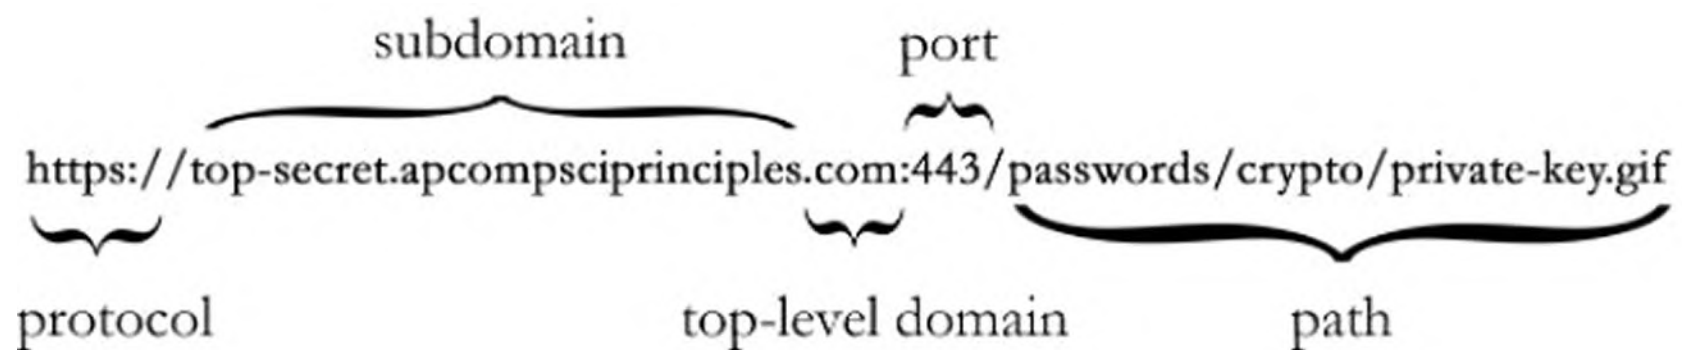 subdomain port
https://top-secret.apcompsciprinciples.com:443/passwords/crypto/private-key.gif
protocol top-level domain path